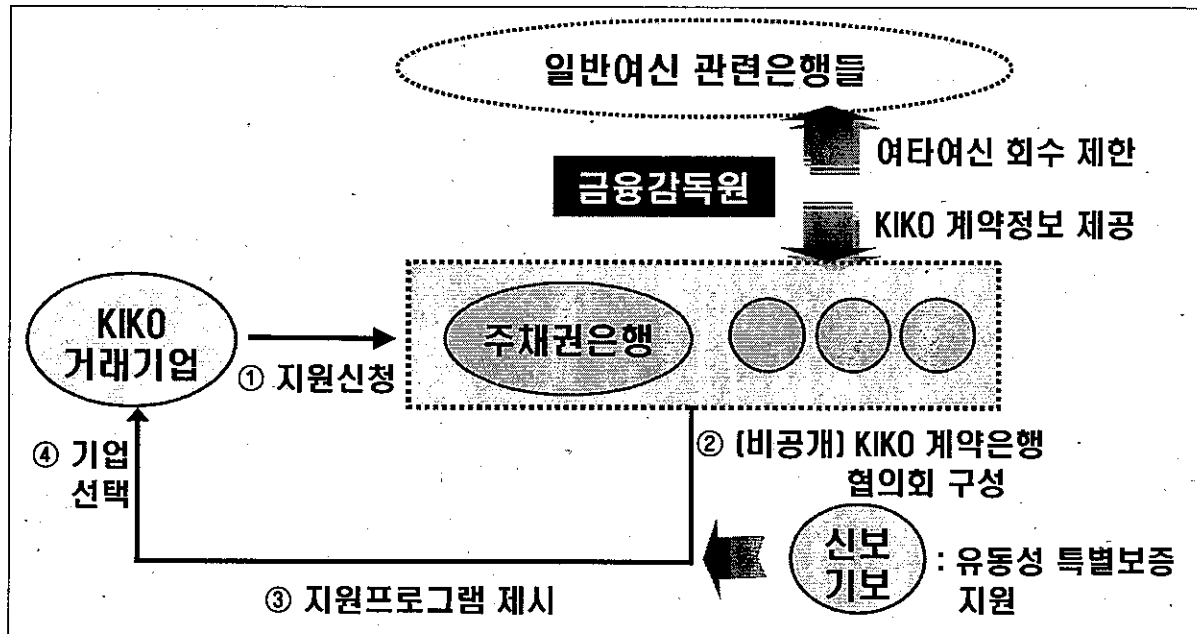 일반여신 관련은행들
여타여신 회수 제한
금융감독원
KIKO 계약정보 제공
KIKO
거래기업
주채권은행
① 지원신청
④ 기업
선택
② (비공개) KIKO 계약은행
협의회 구성
신보
기보
: 유동성 특별보증
지원
③ 지원프로그램 제시